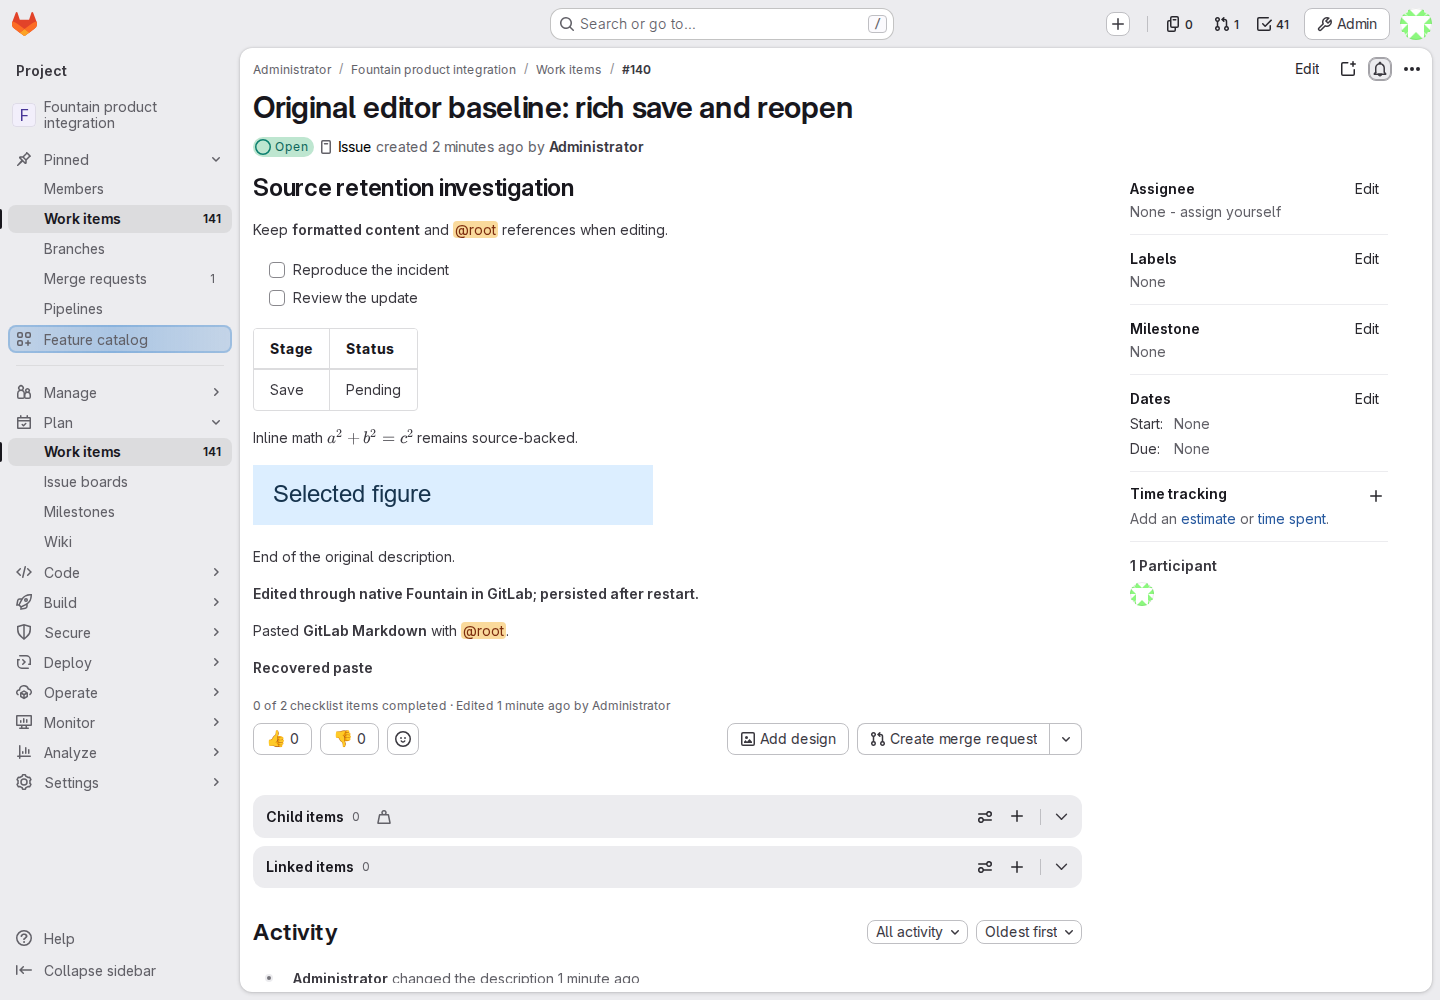 Search or go to...
/
0
1
41
Admin
Project
F
Fountain product
integration
Pinned
Members
Work items
141
Branches
Merge requests
1
Pipelines
Feature catalog
Manage
Plan
Work items
141
Issue boards
Milestones
Wiki
Code
Build
Secure
Deploy
Operate
Monitor
Analyze
Settings
Help
Collapse sidebar
Administrator / Fountain product integration / Work items / #140
Edit
Original editor baseline: rich save and reopen
Open Issue created 2 minutes ago by Administrator
Source retention investigation
Keep formatted content and @root references when editing.
Reproduce the incident
Review the update
Stage Status
Save Pending
Inline math a² + b² = c² remains source-backed.
Selected figure
End of the original description.
Edited through native Fountain in GitLab; persisted after restart.
Pasted GitLab Markdown with @root.
Recovered paste
0 of 2 checklist items completed · Edited 1 minute ago by Administrator
👍 0
👎 0
Add design
Create merge request
Child items 0
Linked items 0
Activity
All activity
Oldest first
Administrator changed the description 1 minute ago
Assignee
Edit
None - assign yourself
Labels
Edit
None
Milestone
Edit
None
Dates
Edit
Start: None
Due: None
Time tracking
Add an estimate or time spent.
1 Participant